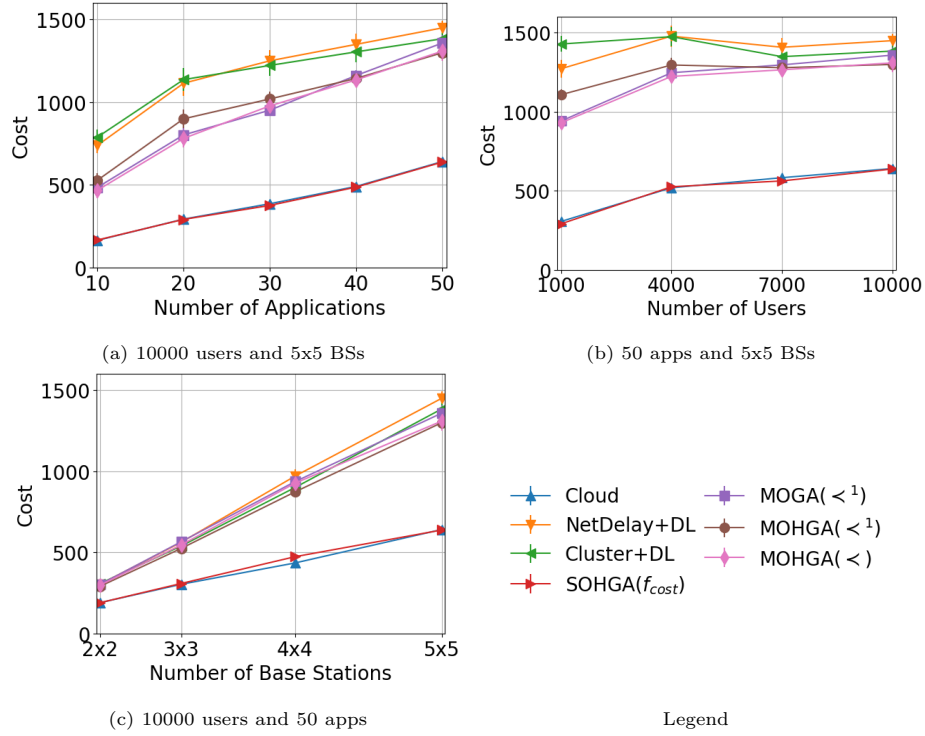 1500
1000
500
0
Cost
10 20 30 40 50
Number of Applications
(a) 10000 users and 5x5 BSs
1500
1000
500
0
Cost
1000 4000 7000 10000
Number of Users
(b) 50 apps and 5x5 BSs
1500
1000
500
0
Cost
2x2 3x3 4x4 5x5
Number of Base Stations
(c) 10000 users and 50 apps
Cloud
NetDelay+DL
Cluster+DL
SOHGA(f_cost)
MOGA(≺¹)
MOHGA(≺¹)
MOHGA(≺)
Legend